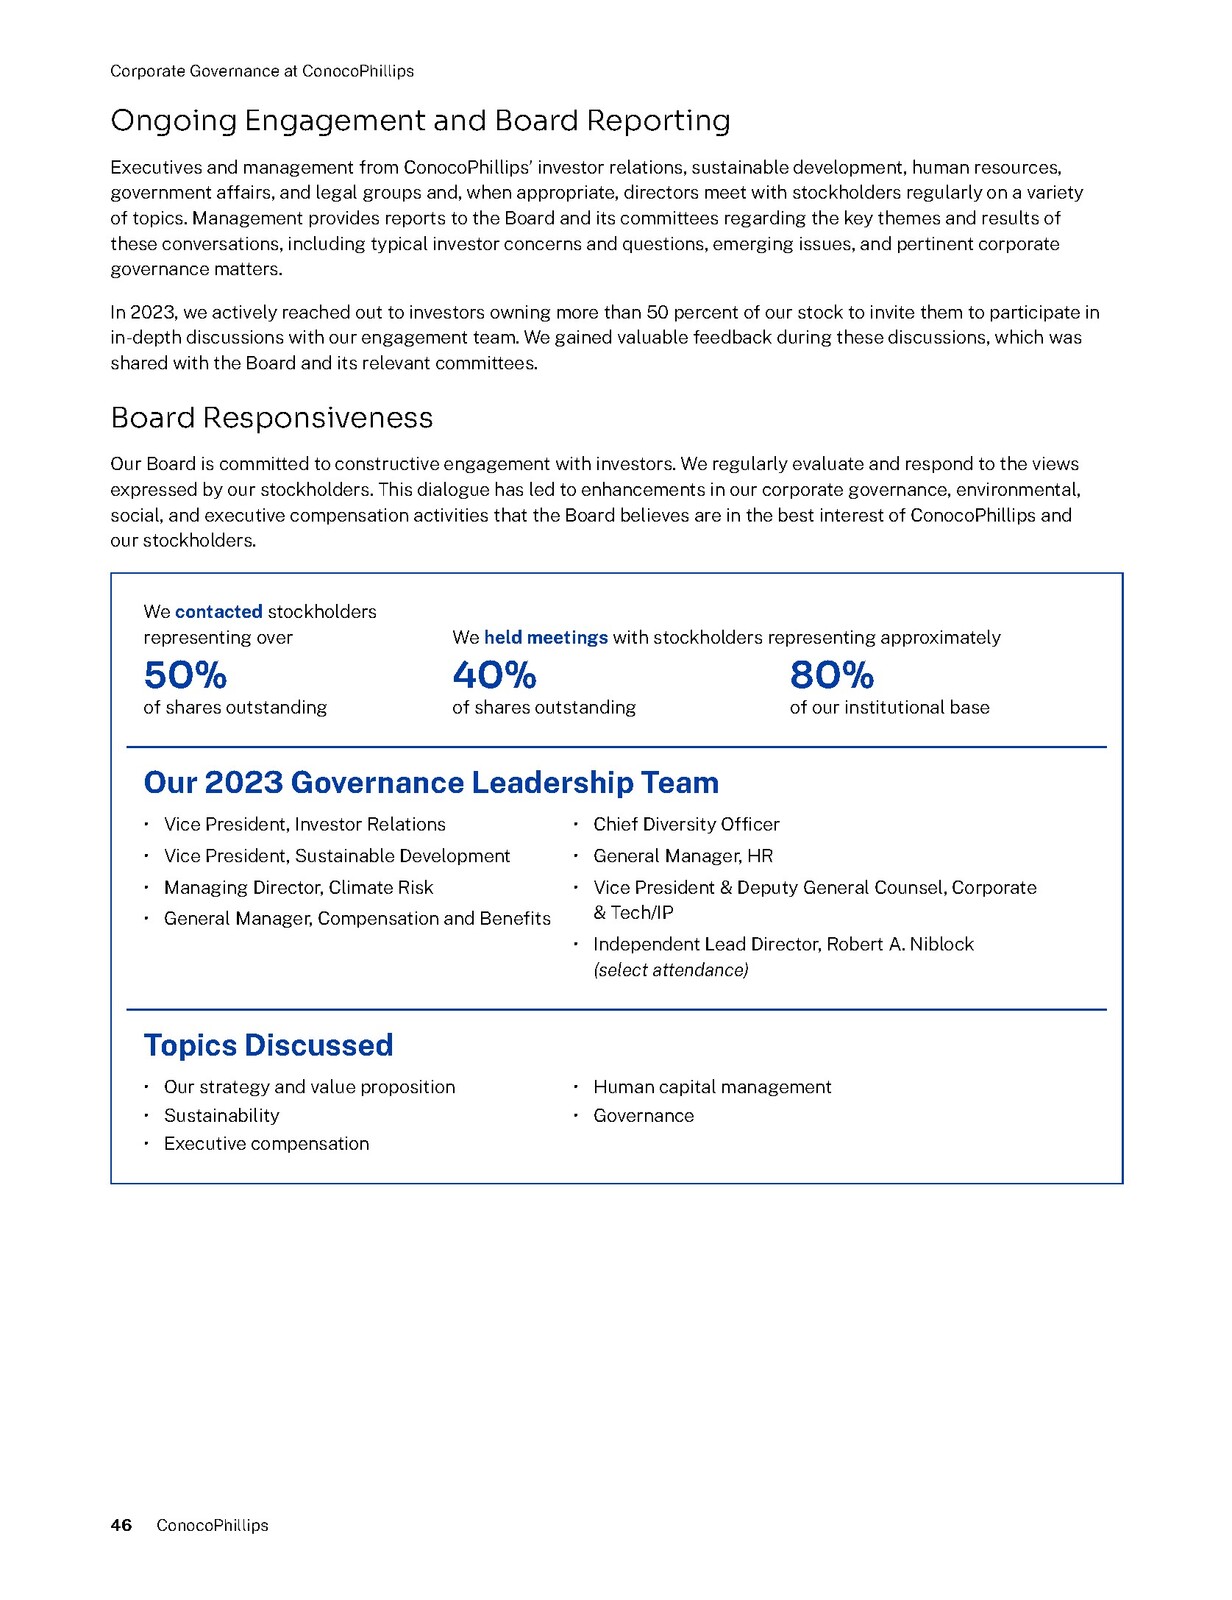 Corporate Governance at ConocoPhillips
Ongoing Engagement and Board Reporting
Executives and management from ConocoPhillips’ investor relations, sustainable development, human resources,
government affairs, and legal groups and, when appropriate, directors meet with stockholders regularly on a variety
of topics. Management provides reports to the Board and its committees regarding the key themes and results of
these conversations, including typical investor concerns and questions, emerging issues, and pertinent corporate
governance matters.
In 2023, we actively reached out to investors owning more than 50 percent of our stock to invite them to participate in
in-depth discussions with our engagement team. We gained valuable feedback during these discussions, which was
shared with the Board and its relevant committees.
Board Responsiveness
Our Board is committed to constructive engagement with investors. We regularly evaluate and respond to the views
expressed by our stockholders. This dialogue has led to enhancements in our corporate governance, environmental,
social, and executive compensation activities that the Board believes are in the best interest of ConocoPhillips and
our stockholders.
We contacted stockholders
representing over
50%
of shares outstanding
We held meetings with stockholders representing approximately
40%
of shares outstanding
80%
of our institutional base
Our 2023 Governance Leadership Team
• Vice President, Investor Relations
• Vice President, Sustainable Development
• Managing Director, Climate Risk
• General Manager, Compensation and Benefits
• Chief Diversity Officer
• General Manager, HR
• Vice President & Deputy General Counsel, Corporate
& Tech/IP
• Independent Lead Director, Robert A. Niblock
(select attendance)
Topics Discussed
• Our strategy and value proposition
• Sustainability
• Executive compensation
• Human capital management
• Governance
46 ConocoPhillips